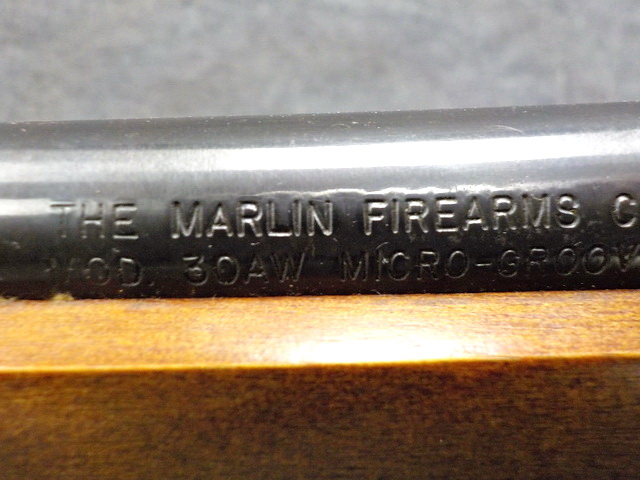 THE MARLIN FIREARMS C
MOD. 30AW MICRO-GROOV